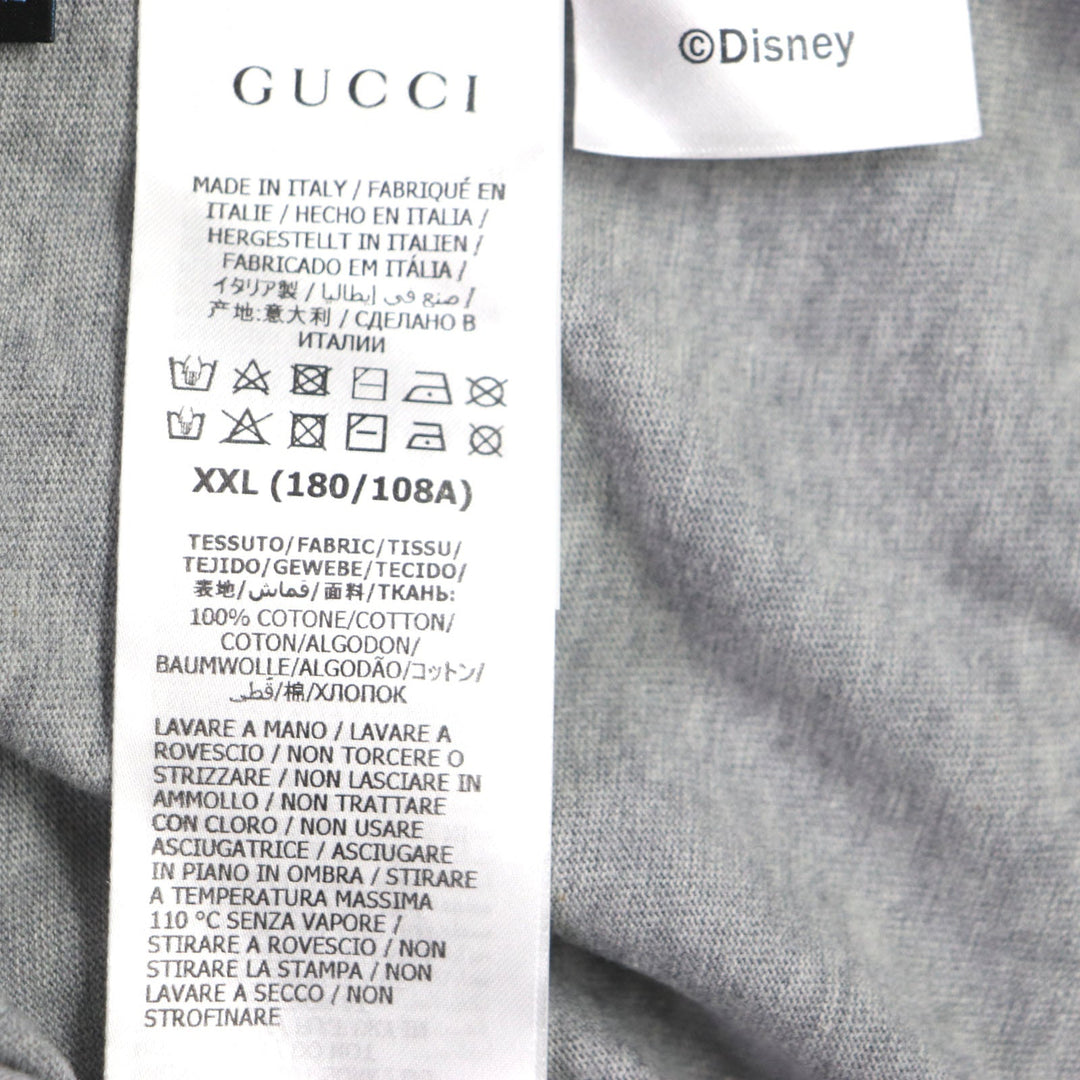 GUCCI
MADE IN ITALY / FABRIQUÉ EN
ITALIE / HECHO EN ITALIA /
HERGESTELLT IN ITALIEN /
FABRICADO EM ITÁLIA /
イタリア製 / صنع في إيطاليا /
产地:意大利 / СДЕЛАНО В
ИТАЛИИ
XXL (180/108A)
TESSUTO/FABRIC/TISSU/
TEJIDO/GEWEBE/TECIDO/
表地/قماش/面料/ТКАНЬ:
100% COTONE/COTTON/
COTON/ALGODON/
BAUMWOLLE/ALGODÃO/コットン/
قطن/棉/ХЛОПОК
LAVARE A MANO / LAVARE A
ROVESCIO / NON TORCERE O
STRIZZARE / NON LASCIARE IN
AMMOLLO / NON TRATTARE
CON CLORO / NON USARE
ASCIUGATRICE / ASCIUGARE
IN PIANO IN OMBRA / STIRARE
A TEMPERATURA MASSIMA
110 °C SENZA VAPORE /
STIRARE A ROVESCIO / NON
STIRARE LA STAMPA / NON
LAVARE A SECCO / NON
STROFINARE
©Disney